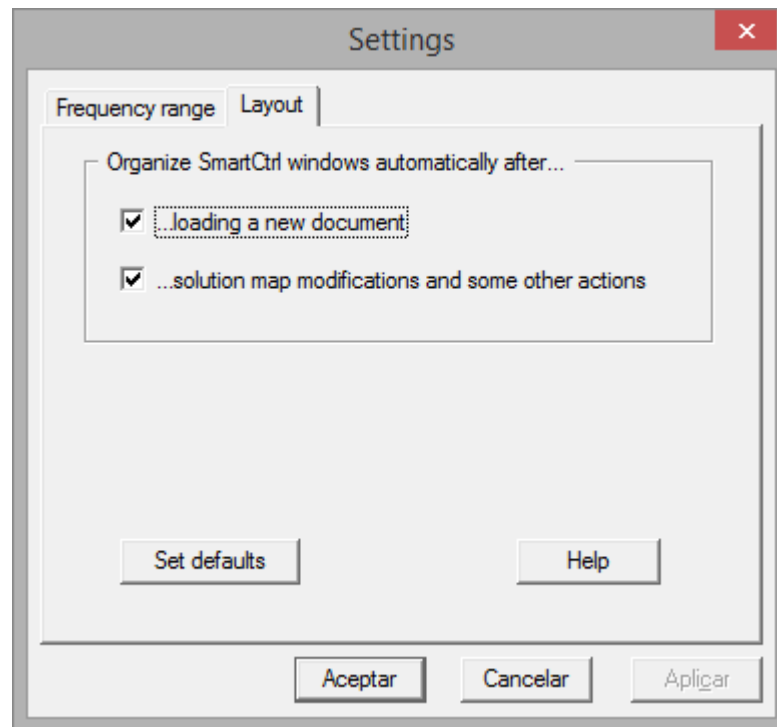 Settings
Frequency range Layout
Organize SmartCtrl windows automatically after...
...loading a new document
...solution map modifications and some other actions
Set defaults Help
Aceptar Cancelar Aplicar